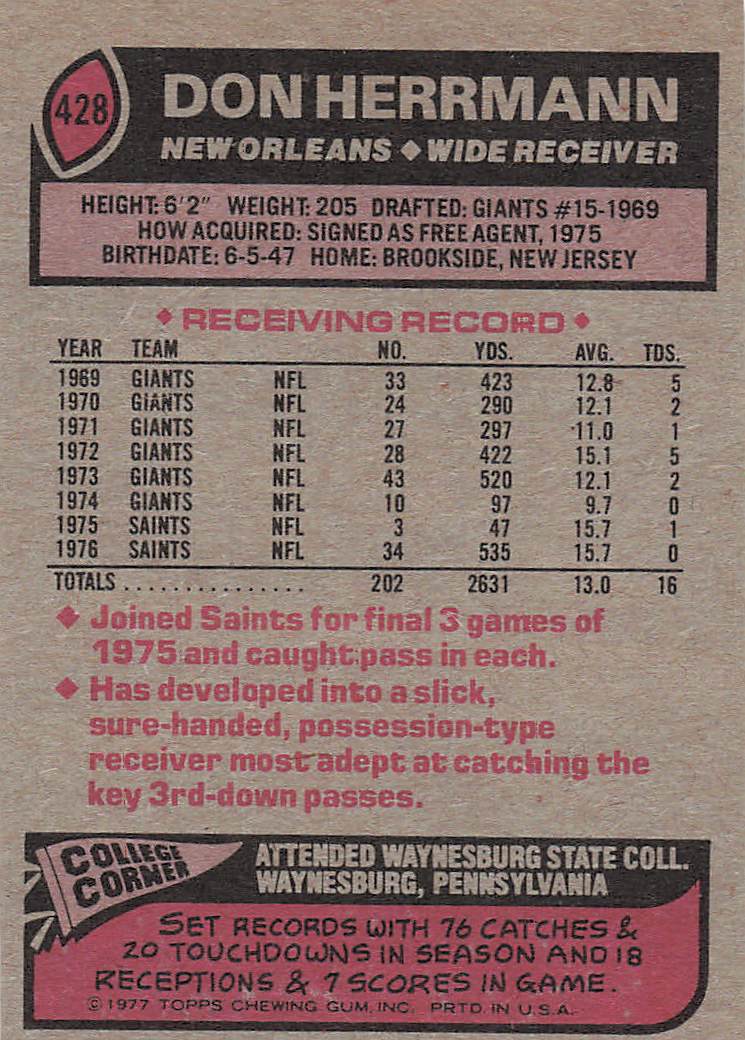 428
DON HERRMANN
NEW ORLEANS ◆ WIDE RECEIVER
HEIGHT: 6'2" WEIGHT: 205 DRAFTED: GIANTS #15-1969
HOW ACQUIRED: SIGNED AS FREE AGENT, 1975
BIRTHDATE: 6-5-47 HOME: BROOKSIDE, NEW JERSEY
◆ RECEIVING RECORD ◆
YEAR TEAM NO. YDS. AVG. TDS.
1969 GIANTS NFL 33 423 12.8 5
1970 GIANTS NFL 24 290 12.1 2
1971 GIANTS NFL 27 297 11.0 1
1972 GIANTS NFL 28 422 15.1 5
1973 GIANTS NFL 43 520 12.1 2
1974 GIANTS NFL 10 97 9.7 0
1975 SAINTS NFL 3 47 15.7 1
1976 SAINTS NFL 34 535 15.7 0
TOTALS ............... 202 2631 13.0 16
◆ Joined Saints for final 3 games of
1975 and caught pass in each.
◆ Has developed into a slick,
sure-handed, possession-type
receiver most adept at catching the
key 3rd-down passes.
COLLEGE
CORNER
ATTENDED WAYNESBURG STATE COLL.
WAYNESBURG, PENNSYLVANIA
SET RECORDS WITH 76 CATCHES &
20 TOUCHDOWNS IN SEASON AND 18
RECEPTIONS & 7 SCORES IN GAME.
©1977 TOPPS CHEWING GUM, INC. PRTD. IN U.S.A.